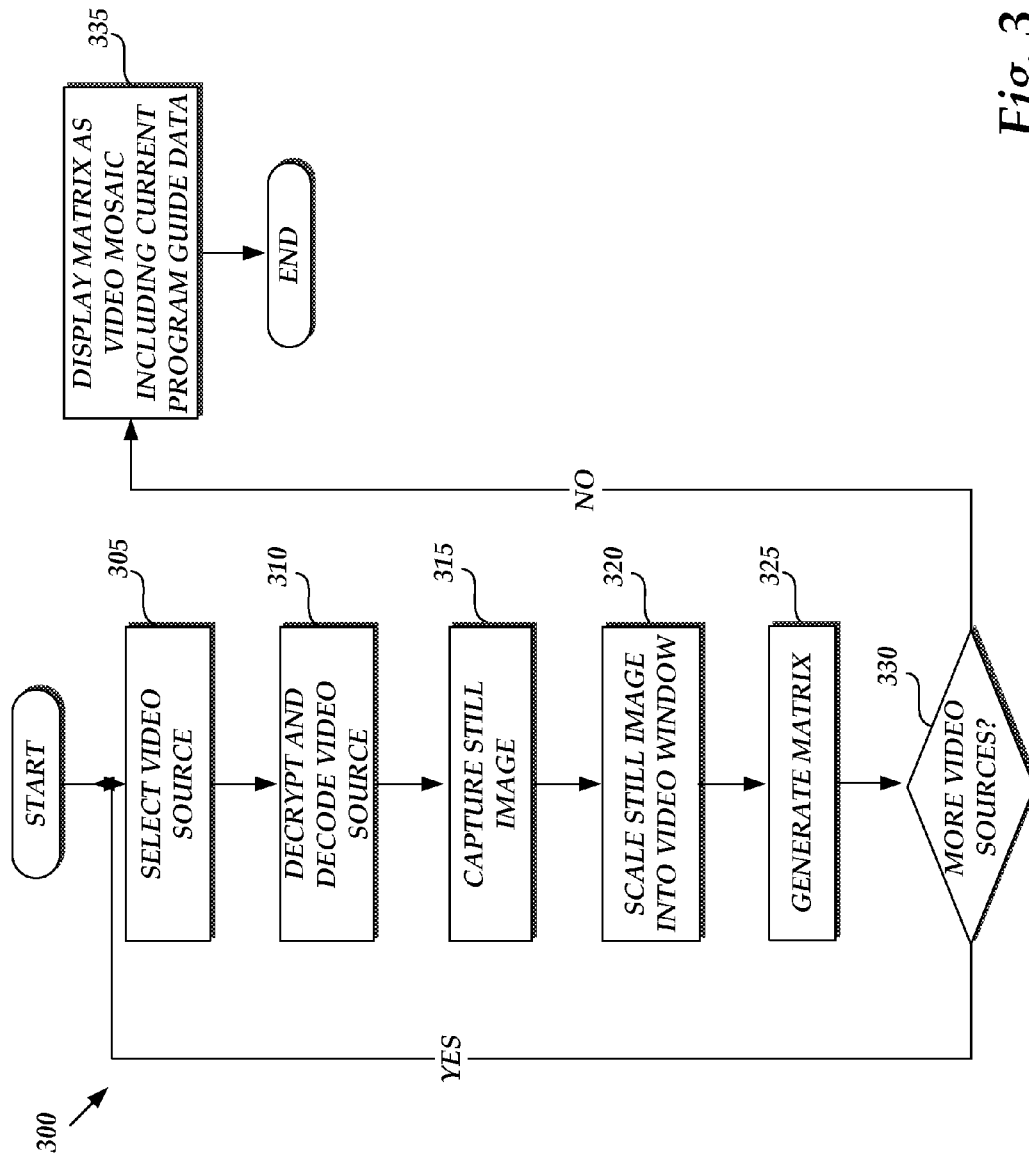 300
START
SELECT VIDEO
SOURCE
305
DECRYPT AND
DECODE VIDEO
SOURCE
310
CAPTURE STILL
IMAGE
315
SCALE STILL IMAGE
INTO VIDEO WINDOW
320
GENERATE MATRIX
325
MORE VIDEO
SOURCES?
330
YES
NO
DISPLAY MATRIX AS
VIDEO MOSAIC
INCLUDING CURRENT
PROGRAM GUIDE DATA
335
END
Fig. 3